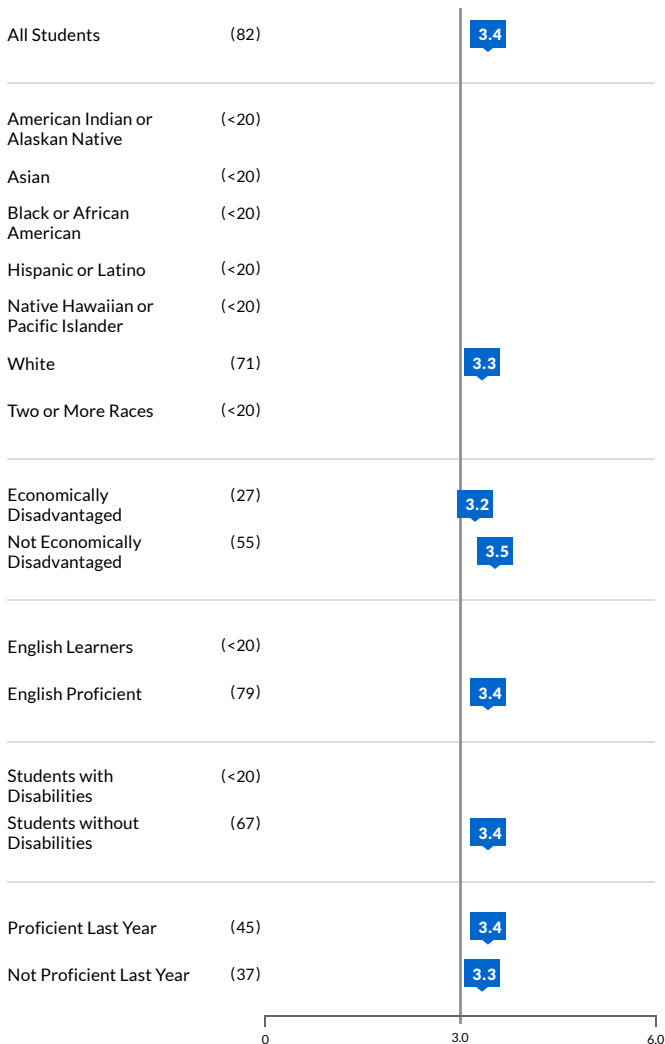 All Students (82) 3.4
American Indian or (<20)
Alaskan Native
Asian (<20)
Black or African (<20)
American
Hispanic or Latino (<20)
Native Hawaiian or (<20)
Pacific Islander
White (71) 3.3
Two or More Races (<20)
Economically (27) 3.2
Disadvantaged
Not Economically (55) 3.5
Disadvantaged
English Learners (<20)
English Proficient (79) 3.4
Students with (<20)
Disabilities
Students without (67) 3.4
Disabilities
Proficient Last Year (45) 3.4
Not Proficient Last Year (37) 3.3
0 3.0 6.0